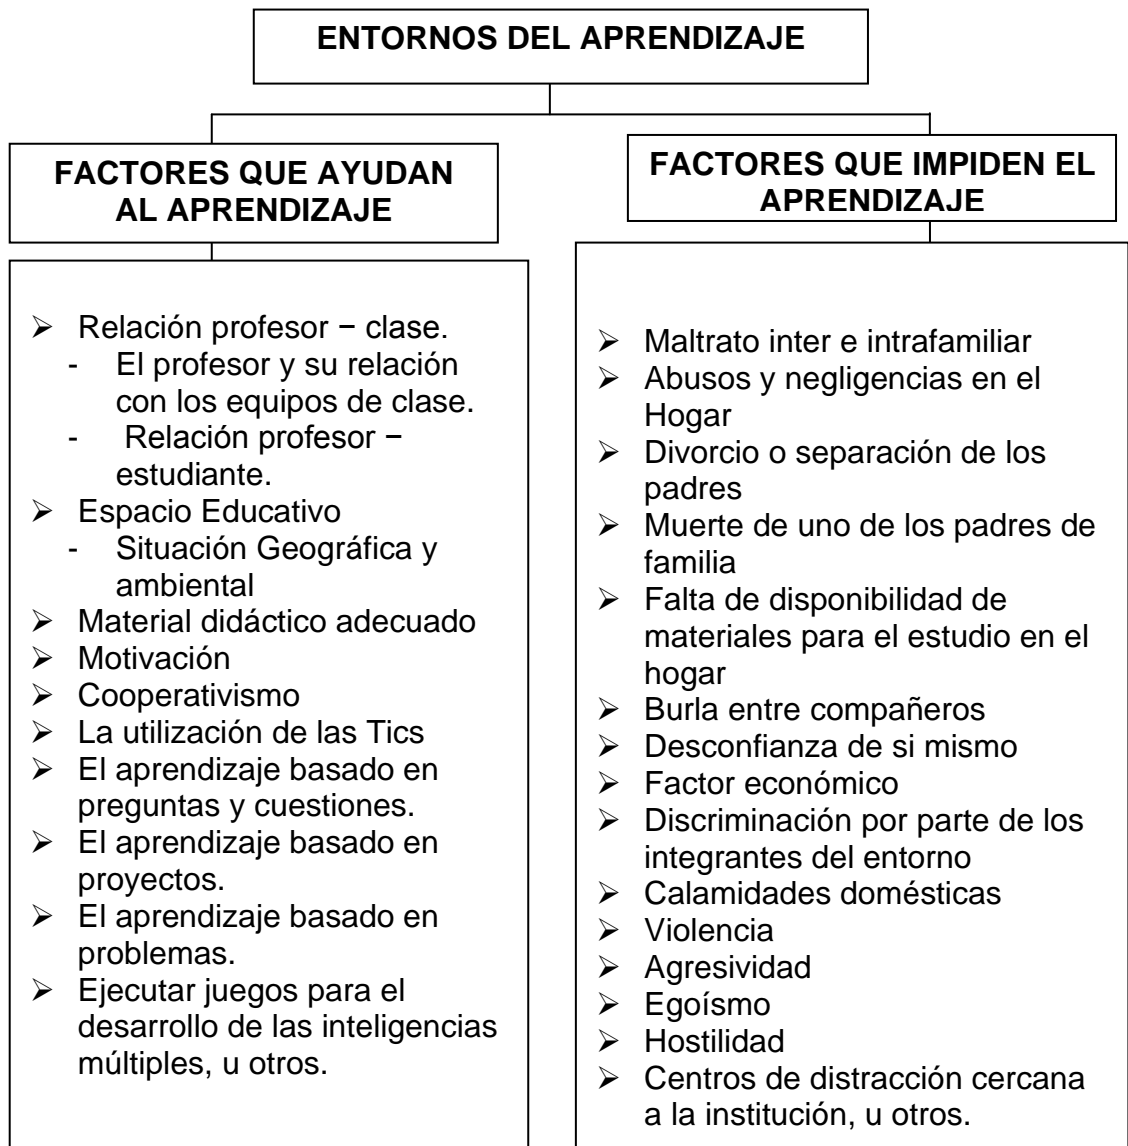 ENTORNOS DEL APRENDIZAJE
FACTORES QUE AYUDAN
AL APRENDIZAJE
➢ Relación profesor − clase.
- El profesor y su relación
con los equipos de clase.
- Relación profesor −
estudiante.
➢ Espacio Educativo
- Situación Geográfica y
ambiental
➢ Material didáctico adecuado
➢ Motivación
➢ Cooperativismo
➢ La utilización de las Tics
➢ El aprendizaje basado en
preguntas y cuestiones.
➢ El aprendizaje basado en
proyectos.
➢ El aprendizaje basado en
problemas.
➢ Ejecutar juegos para el
desarrollo de las inteligencias
múltiples, u otros.
FACTORES QUE IMPIDEN EL
APRENDIZAJE
➢ Maltrato inter e intrafamiliar
➢ Abusos y negligencias en el
Hogar
➢ Divorcio o separación de los
padres
➢ Muerte de uno de los padres de
familia
➢ Falta de disponibilidad de
materiales para el estudio en el
hogar
➢ Burla entre compañeros
➢ Desconfianza de si mismo
➢ Factor económico
➢ Discriminación por parte de los
integrantes del entorno
➢ Calamidades domésticas
➢ Violencia
➢ Agresividad
➢ Egoísmo
➢ Hostilidad
➢ Centros de distracción cercana
a la institución, u otros.